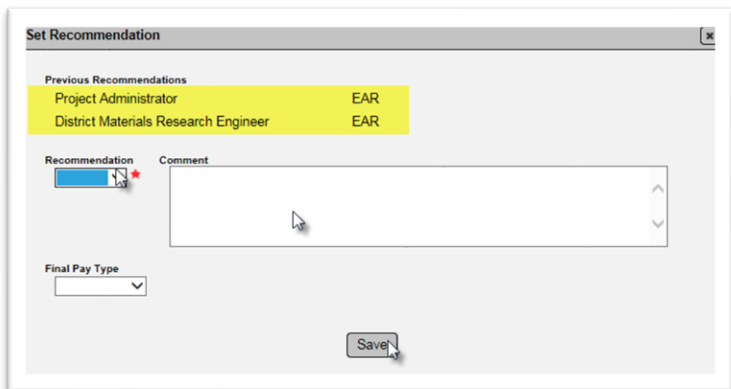 Set Recommendation
Previous Recommendations
Project Administrator EAR
District Materials Research Engineer EAR
Recommendation Comment
Final Pay Type
Save